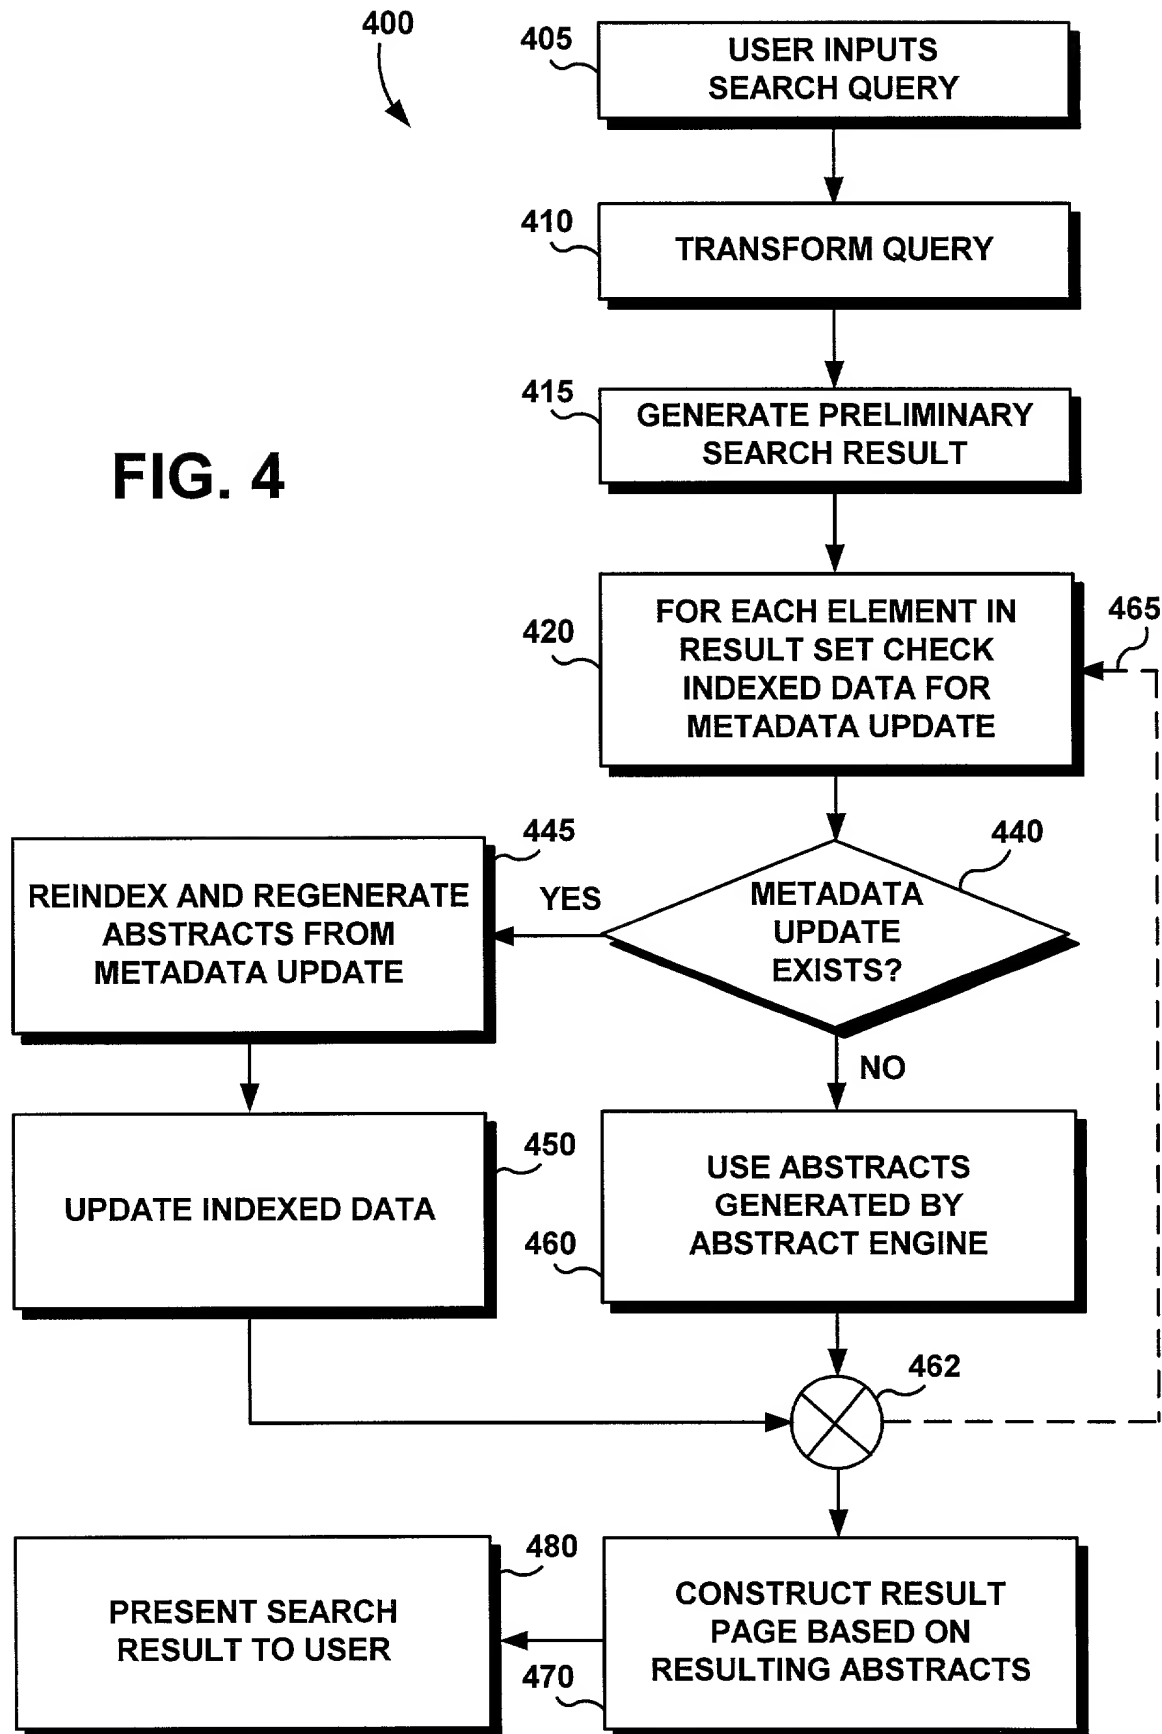 400
405
USER INPUTS
SEARCH QUERY
410
TRANSFORM QUERY
415
GENERATE PRELIMINARY
SEARCH RESULT
FIG. 4
420
FOR EACH ELEMENT IN
RESULT SET CHECK
INDEXED DATA FOR
METADATA UPDATE
465
440
METADATA
UPDATE
EXISTS?
YES
445
REINDEX AND REGENERATE
ABSTRACTS FROM
METADATA UPDATE
NO
450
UPDATE INDEXED DATA
460
USE ABSTRACTS
GENERATED BY
ABSTRACT ENGINE
462
470
CONSTRUCT RESULT
PAGE BASED ON
RESULTING ABSTRACTS
480
PRESENT SEARCH
RESULT TO USER